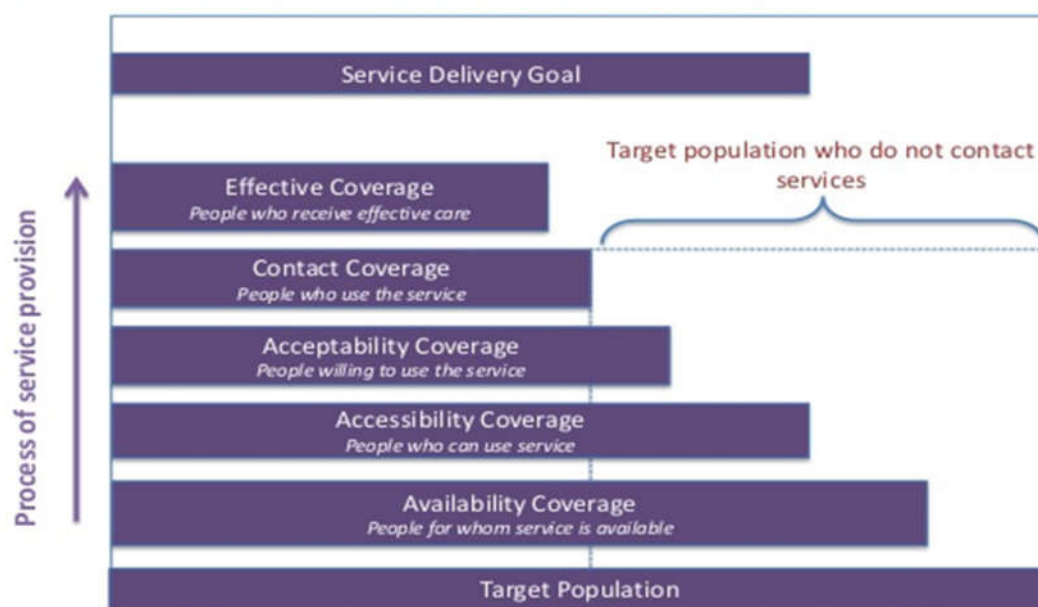 Service Delivery Goal
Target population who do not contact
services
Effective Coverage
People who receive effective care
Contact Coverage
People who use the service
Acceptability Coverage
People willing to use the service
Accessibility Coverage
People who can use service
Availability Coverage
People for whom service is available
Target Population
Process of service provision